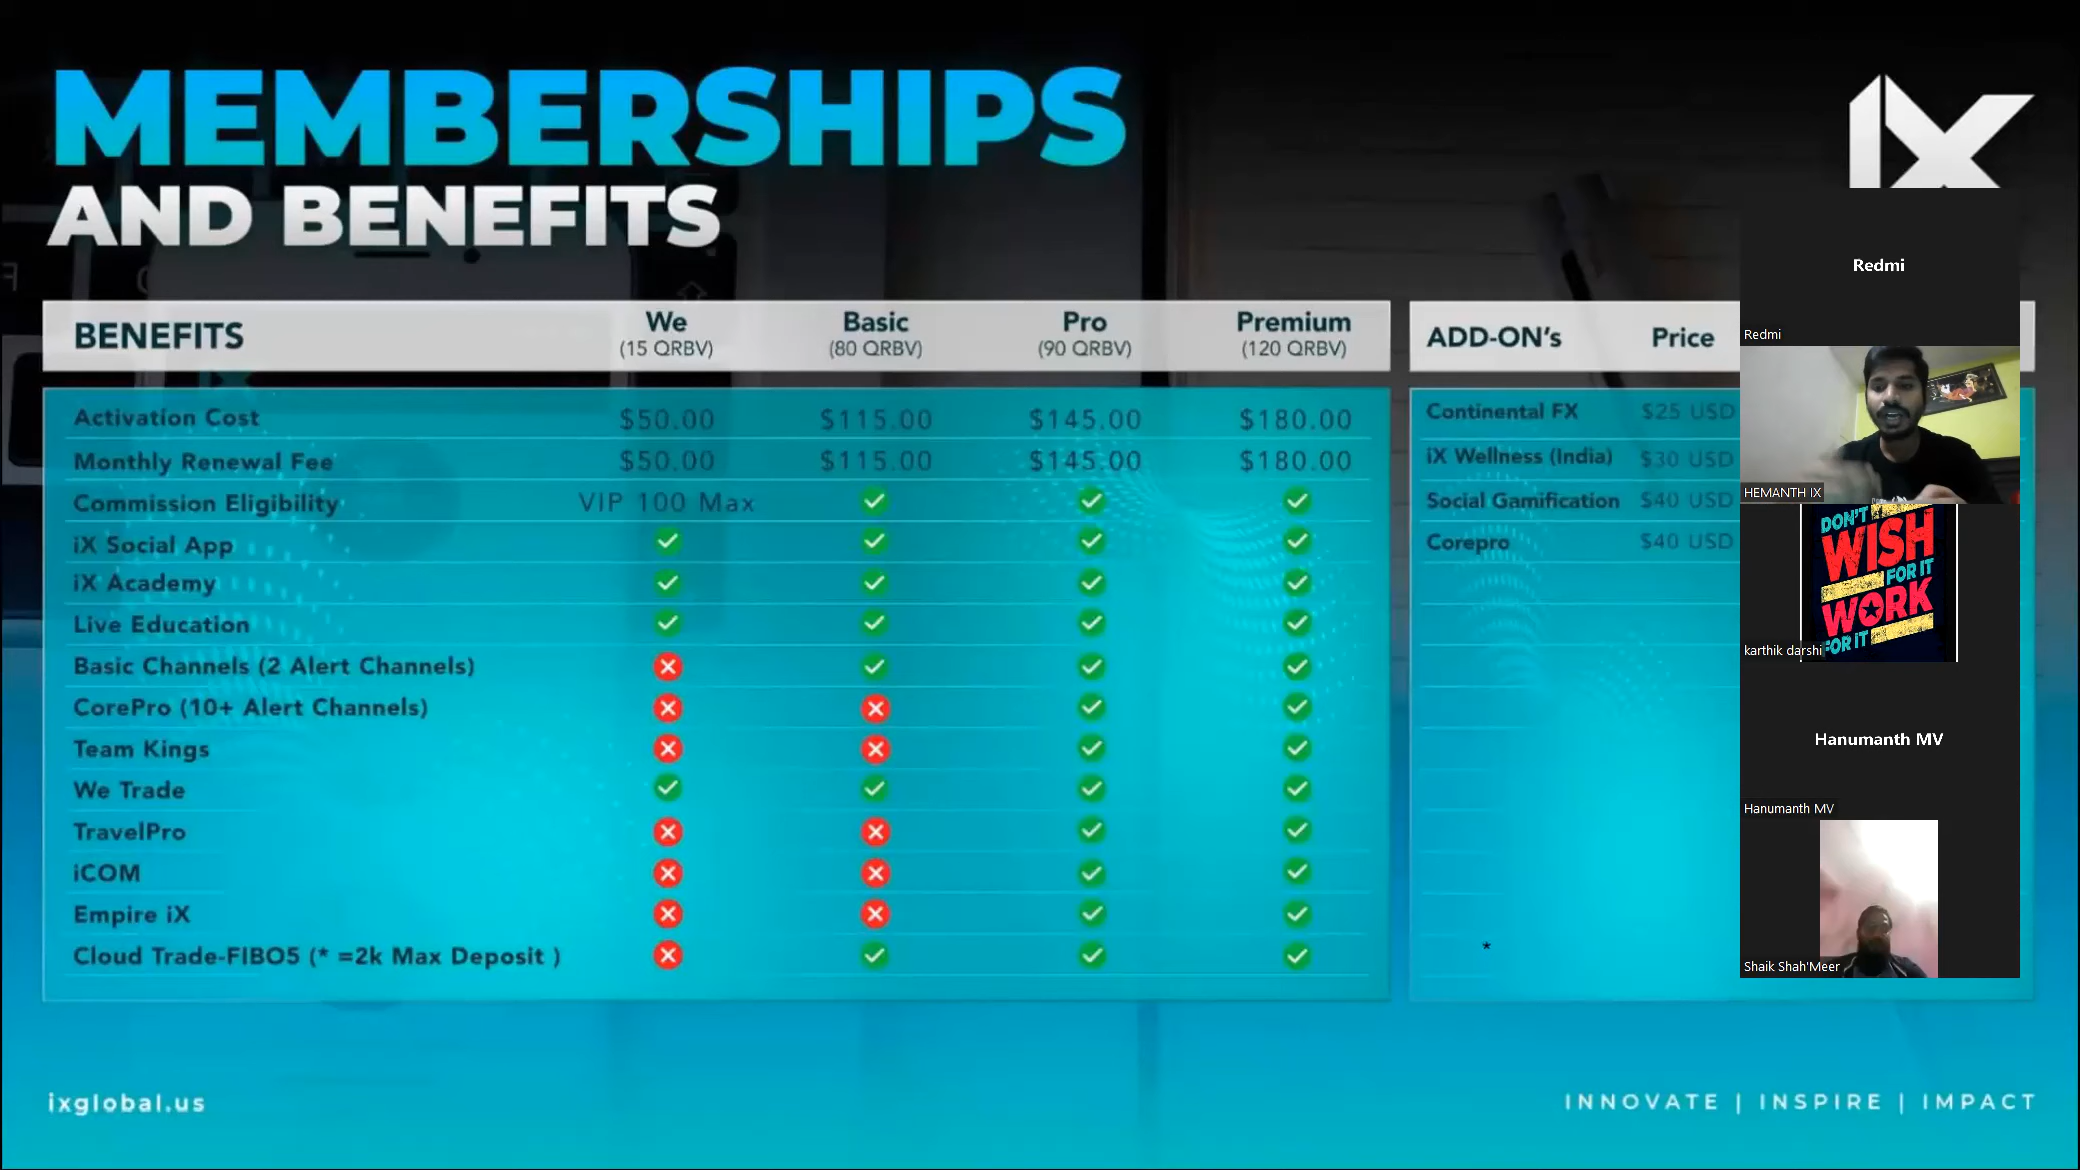 MEMBERSHIPS
AND BENEFITS
IX
BENEFITS We Basic Pro Premium
(15 QRBV) (80 QRBV) (90 QRBV) (120 QRBV)
Activation Cost $50.00 $115.00 $145.00 $180.00
Monthly Renewal Fee $50.00 $115.00 $145.00 $180.00
Commission Eligibility VIP 100 Max
iX Social App
iX Academy
Live Education
Basic Channels (2 Alert Channels)
CorePro (10+ Alert Channels)
Team Kings
We Trade
TravelPro
iCOM
Empire iX
Cloud Trade-FIBO5 (* =2k Max Deposit )
ADD-ON's Price
Continental FX $25 USD
iX Wellness (India) $30 USD
Social Gamification $40 USD
Corepro $40 USD
*
Redmi
Redmi
HEMANTH IX
DON'T
WISH
FOR IT
WORK
FOR IT
karthik darshi
Hanumanth MV
Hanumanth MV
Shaik Shah'Meer
ixglobal.us
INNOVATE | INSPIRE | IMPACT